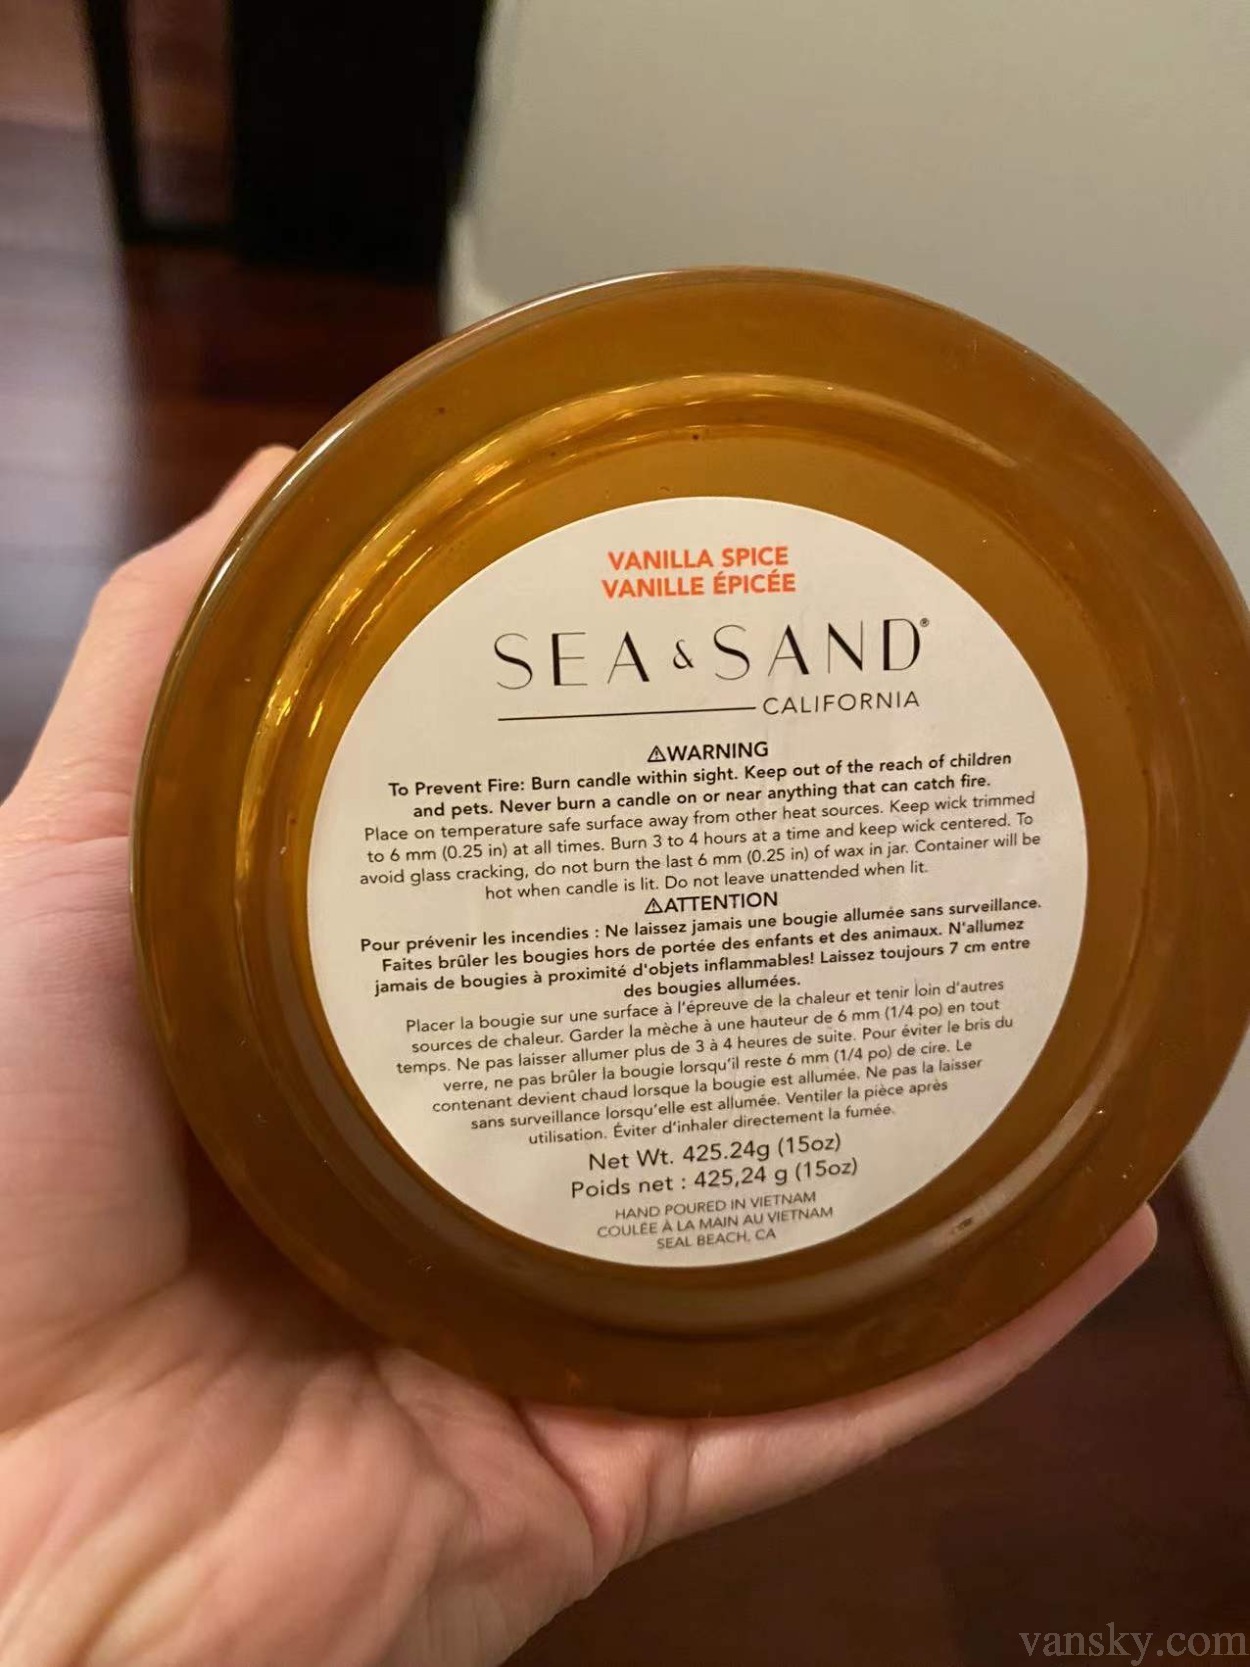 VANILLA SPICE
VANILLE ÉPICÉE
SEA & SAND®
CALIFORNIA
⚠WARNING
To Prevent Fire: Burn candle within sight. Keep out of the reach of children
and pets. Never burn a candle on or near anything that can catch fire.
Place on temperature safe surface away from other heat sources. Keep wick trimmed
to 6 mm (0.25 in) at all times. Burn 3 to 4 hours at a time and keep wick centered. To
avoid glass cracking, do not burn the last 6 mm (0.25 in) of wax in jar. Container will be
hot when candle is lit. Do not leave unattended when lit.
⚠ATTENTION
Pour prévenir les incendies : Ne laissez jamais une bougie allumée sans surveillance.
Faites brûler les bougies hors de portée des enfants et des animaux. N'allumez
jamais de bougies à proximité d'objets inflammables! Laissez toujours 7 cm entre
des bougies allumées.
Placer la bougie sur une surface à l'épreuve de la chaleur et tenir loin d'autres
sources de chaleur. Garder la mèche à une hauteur de 6 mm (1/4 po) en tout
temps. Ne pas laisser allumer plus de 3 à 4 heures de suite. Pour éviter le bris du
verre, ne pas brûler la bougie lorsqu'il reste 6 mm (1/4 po) de cire. Le
contenant devient chaud lorsque la bougie est allumée. Ne pas la laisser
sans surveillance lorsqu'elle est allumée. Ventiler la pièce après
utilisation. Éviter d'inhaler directement la fumée.
Net Wt. 425.24g (15oz)
Poids net : 425,24 g (15oz)
HAND POURED IN VIETNAM
COULÉE À LA MAIN AU VIETNAM
SEAL BEACH, CA
vansky.com